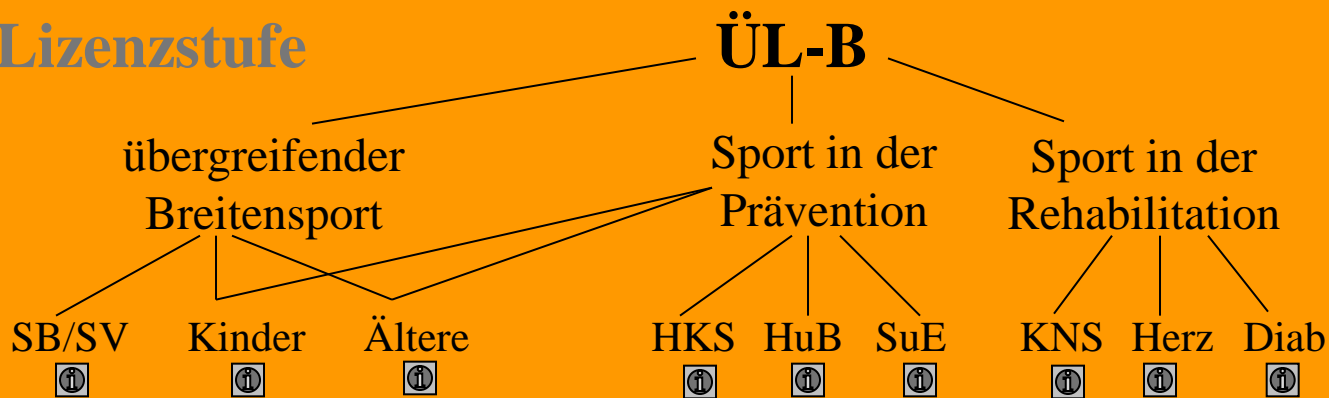 Lizenzstufe
ÜL-B
übergreifender
Breitensport
Sport in der
Prävention
Sport in der
Rehabilitation
SB/SV Kinder Ältere HKS HuB SuE KNS Herz Diab